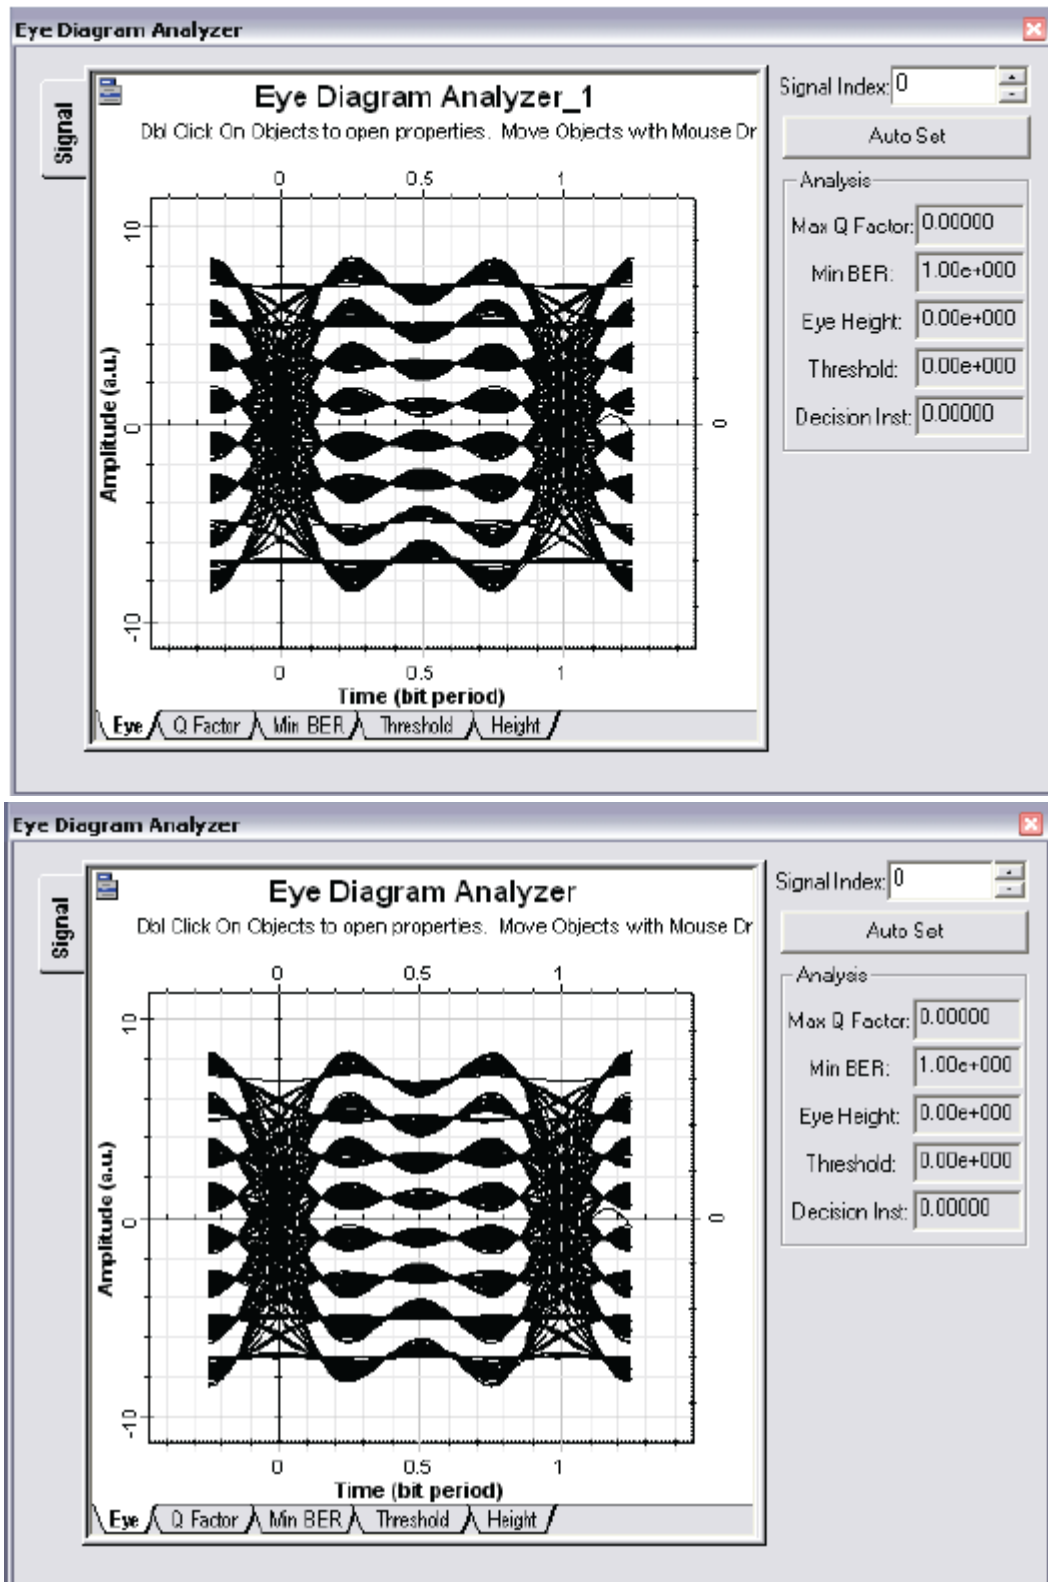 Eye Diagram Analyzer
Signal
Eye Diagram Analyzer_1
Dbl Click On Objects to open properties. Move Objects with Mouse Dr
Signal Index: 0
Auto Set
Analysis
Max Q Factor: 0.00000
Min BER: 1.00e+000
Eye Height: 0.00e+000
Threshold: 0.00e+000
Decision Inst: 0.00000
0 0.5 1
10
0
-10
0
Amplitude (a.u.)
0 0.5 1
Time (bit period)
Eye Q Factor Min BER Threshold Height
Eye Diagram Analyzer
Signal
Eye Diagram Analyzer
Dbl Click On Objects to open properties. Move Objects with Mouse Dr
Signal Index: 0
Auto Set
Analysis
Max Q Factor: 0.00000
Min BER: 1.00e+000
Eye Height: 0.00e+000
Threshold: 0.00e+000
Decision Inst: 0.00000
0 0.5 1
10
0
-10
0
Amplitude (a.u.)
0 0.5 1
Time (bit period)
Eye Q Factor Min BER Threshold Height